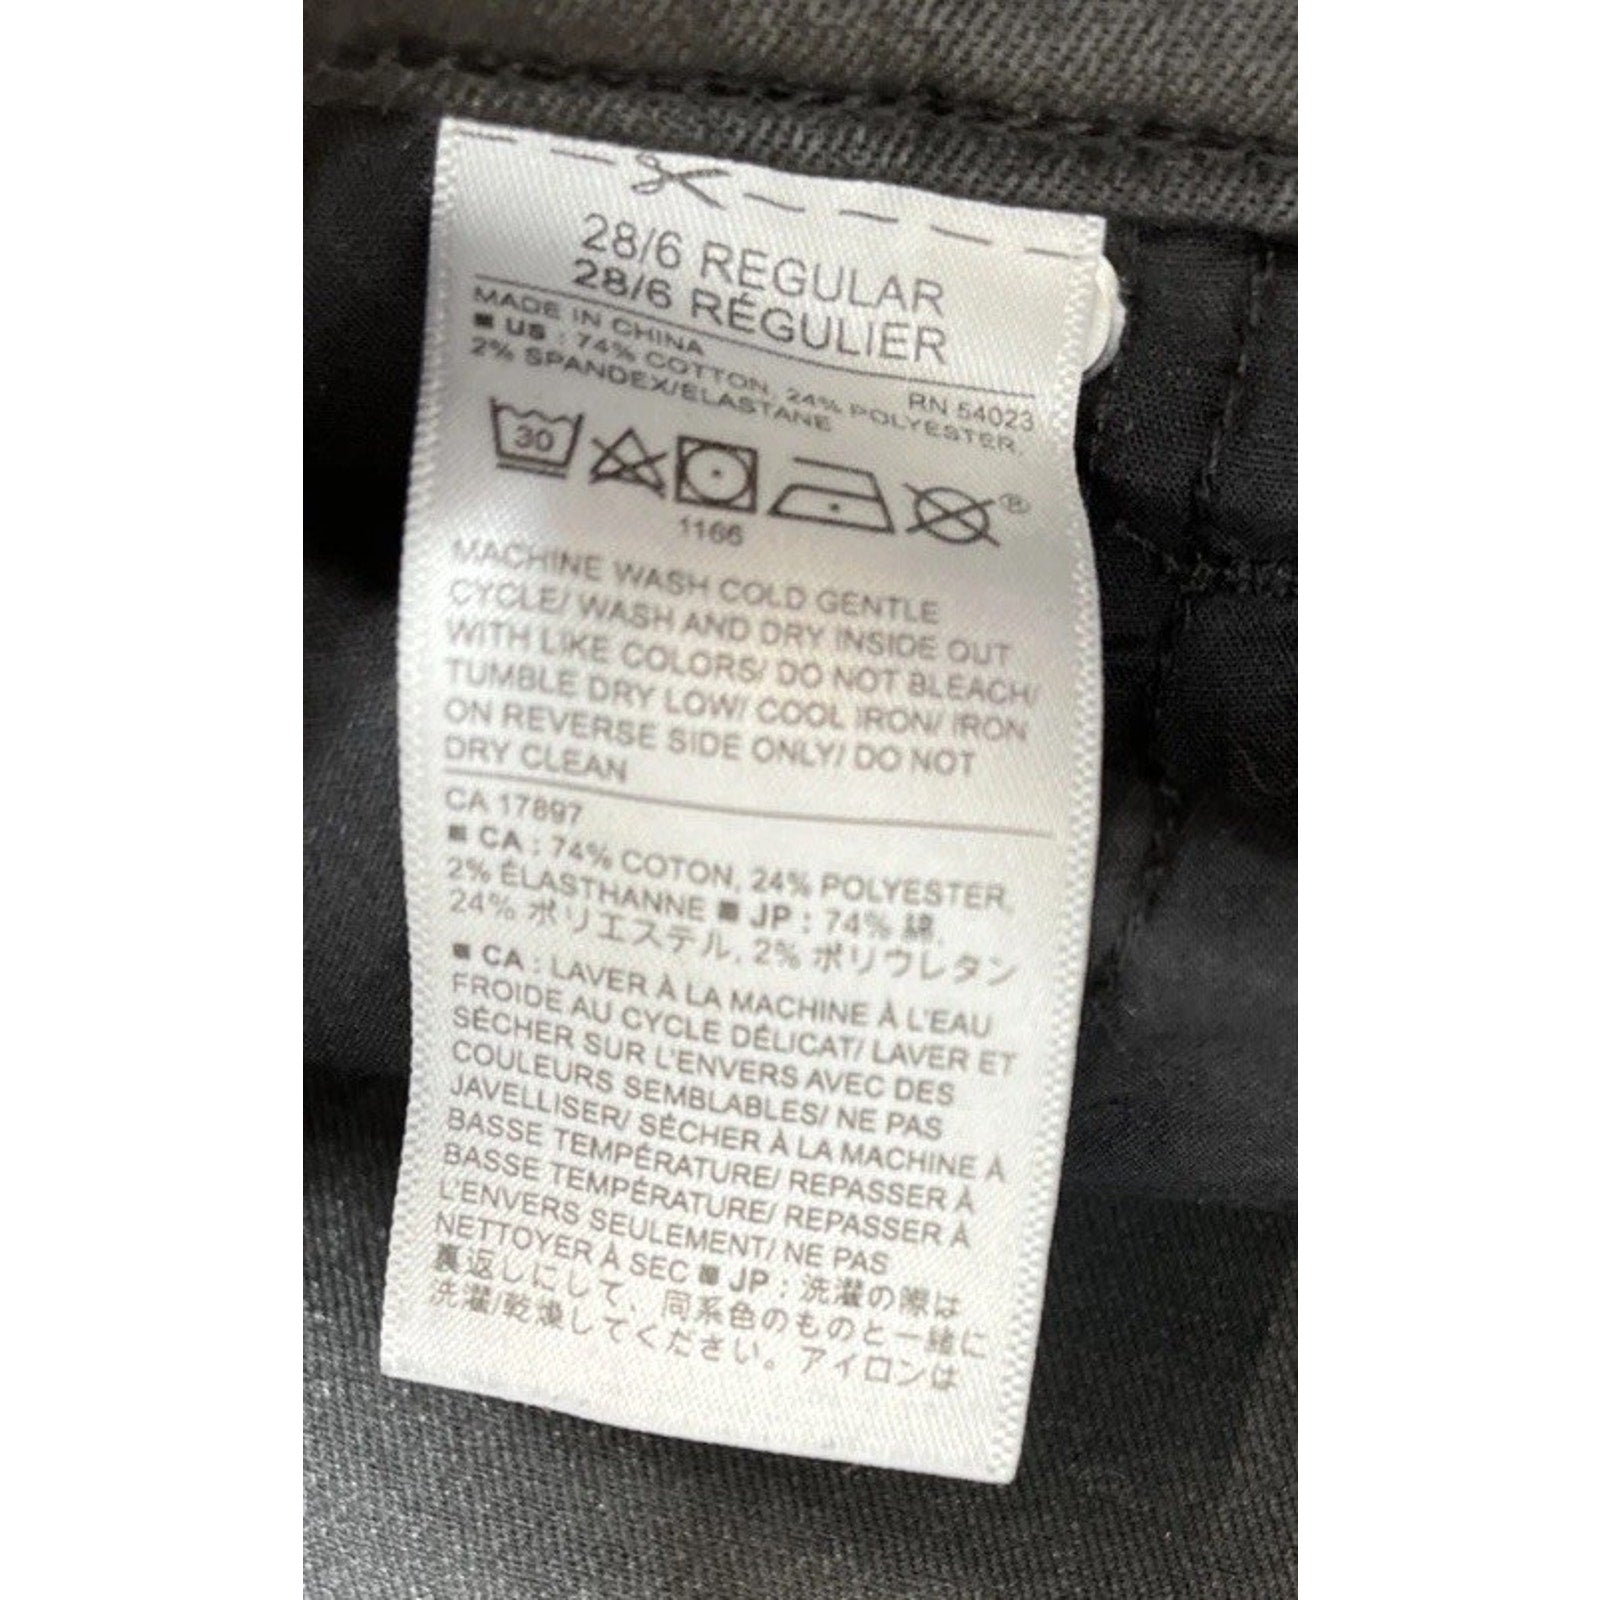 28/6 REGULAR
28/6 RÉGULIER
MADE IN CHINA
RN 54023
■ US : 74% COTTON, 24% POLYESTER,
2% SPANDEX/ELASTANE
30
®
1166
MACHINE WASH COLD GENTLE
CYCLE/ WASH AND DRY INSIDE OUT
WITH LIKE COLORS/ DO NOT BLEACH/
TUMBLE DRY LOW/ COOL IRON/ IRON
ON REVERSE SIDE ONLY/ DO NOT
DRY CLEAN
CA 17897
■ CA : 74% COTON, 24% POLYESTER,
2% ÉLASTHANNE ■ JP : 74% 綿,
24% ポリエステル, 2% ポリウレタン
■ CA : LAVER À LA MACHINE À L'EAU
FROIDE AU CYCLE DÉLICAT/ LAVER ET
SÉCHER SUR L'ENVERS AVEC DES
COULEURS SEMBLABLES/ NE PAS
JAVELLISER/ SÉCHER À LA MACHINE À
BASSE TEMPÉRATURE/ REPASSER À
BASSE TEMPÉRATURE/ REPASSER À
L'ENVERS SEULEMENT/ NE PAS
NETTOYER À SEC ■ JP : 洗濯の際は
裏返しにして、同系色のものと一緒に
洗濯/乾燥してください。アイロンは